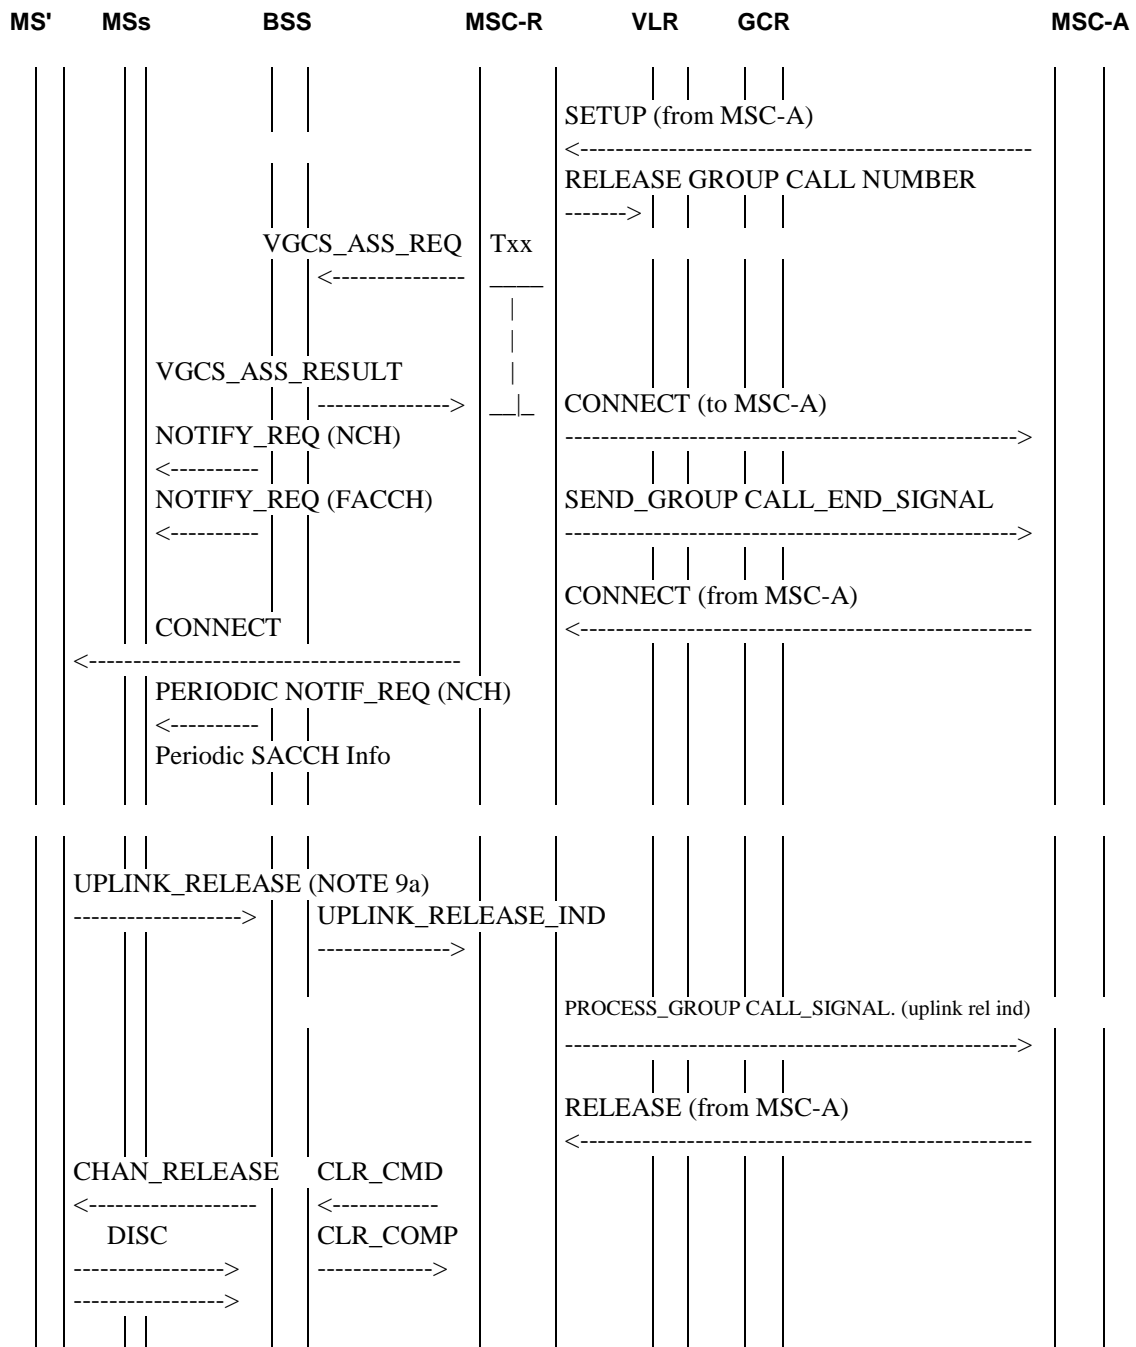 MS' MSs BSS MSC-R VLR GCR MSC-A
SETUP (from MSC-A)
<---------------------------------------------------
RELEASE GROUP CALL NUMBER
------->
VGCS_ASS_REQ Txx
<--------------- ____
|
|
VGCS_ASS_RESULT |
---------------> __|_ CONNECT (to MSC-A)
NOTIFY_REQ (NCH) --------------------------------------------------->
<----------
NOTIFY_REQ (FACCH) SEND_GROUP CALL_END_SIGNAL
<---------- --------------------------------------------------->
CONNECT (from MSC-A)
CONNECT <---------------------------------------------------
<------------------------------------------
PERIODIC NOTIF_REQ (NCH)
<----------
Periodic SACCH Info
UPLINK_RELEASE (NOTE 9a)
-------------------> UPLINK_RELEASE_IND
--------------->
PROCESS_GROUP CALL_SIGNAL. (uplink rel ind)
--------------------------------------------------->
RELEASE (from MSC-A)
<---------------------------------------------------
CHAN_RELEASE CLR_CMD
<------------------- <------------
DISC CLR_COMP
-----------------> ------------->
----------------->